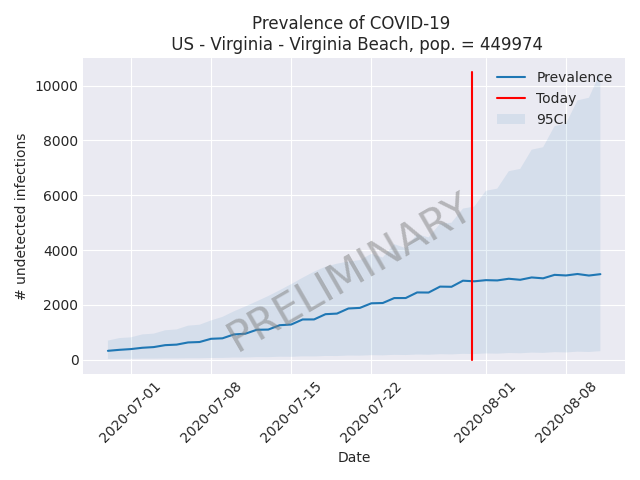 Prevalence of COVID-19
US - Virginia - Virginia Beach, pop. = 449974
# undetected infections
10000
8000
6000
4000
2000
0
Prevalence
Today
95CI
PRELIMINARY
2020-07-01
2020-07-08
2020-07-15
2020-07-22
2020-08-01
2020-08-08
Date